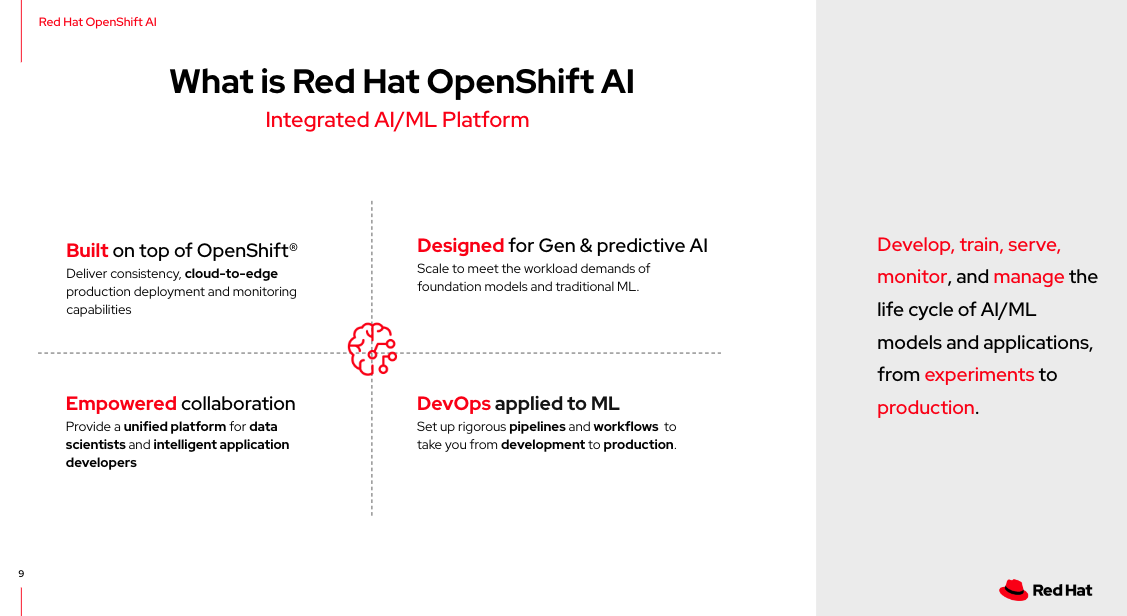 Red Hat OpenShift AI
What is Red Hat OpenShift AI
Integrated AI/ML Platform
Built on top of OpenShift®
Deliver consistency, cloud-to-edge
production deployment and monitoring
capabilities
Designed for Gen & predictive AI
Scale to meet the workload demands of
foundation models and traditional ML.
Empowered collaboration
Provide a unified platform for data
scientists and intelligent application
developers
DevOps applied to ML
Set up rigorous pipelines and workflows to
take you from development to production.
Develop, train, serve,
monitor, and manage the
life cycle of AI/ML
models and applications,
from experiments to
production.
9
Red Hat